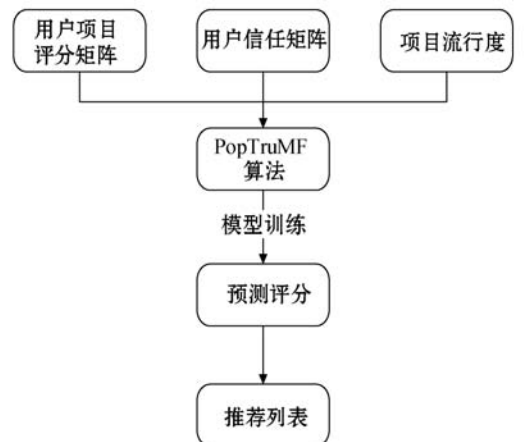 用户项目
评分矩阵
用户信任矩阵
项目流行度
PopTruMF
算法
模型训练
预测评分
推荐列表